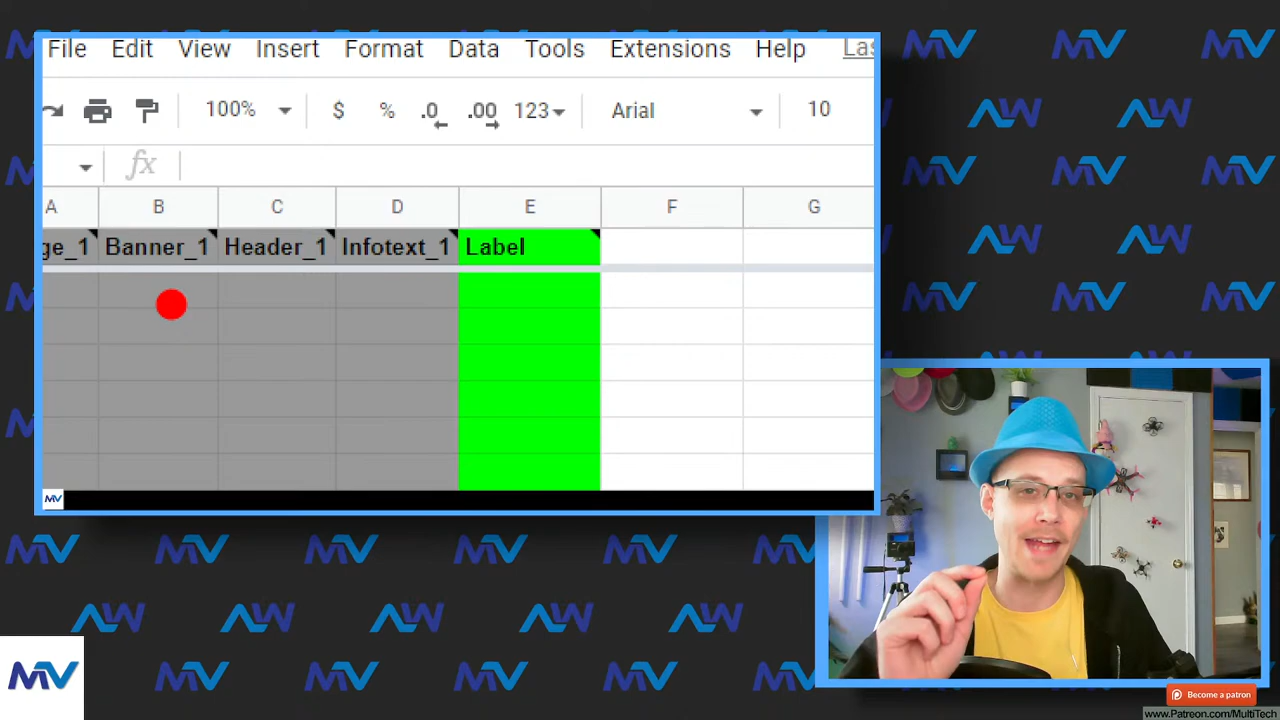 File Edit View Insert Format Data Tools Extensions Help Las
100% $ % .0 .00 123 Arial 10
fx
A B C D E F G
ge_1 Banner_1 Header_1 Infotext_1 Label
MV
MV
Become a patron
www.Patreon.com/MultiTech